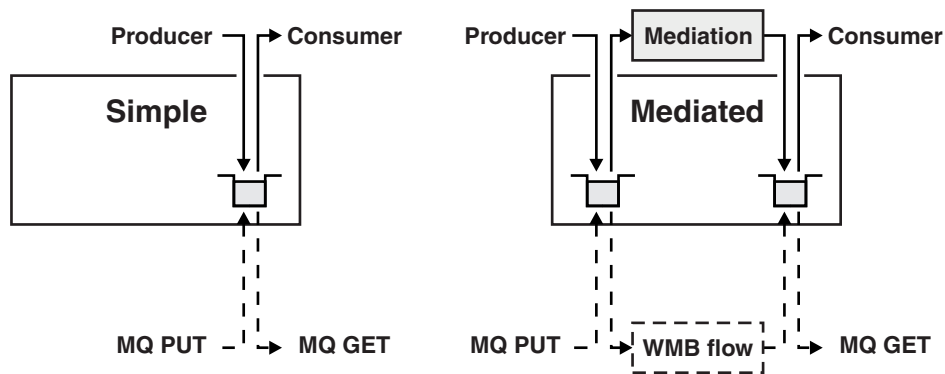 Producer
Consumer
Simple
MQ PUT
MQ GET
Producer
Mediation
Consumer
Mediated
MQ PUT
WMB flow
MQ GET